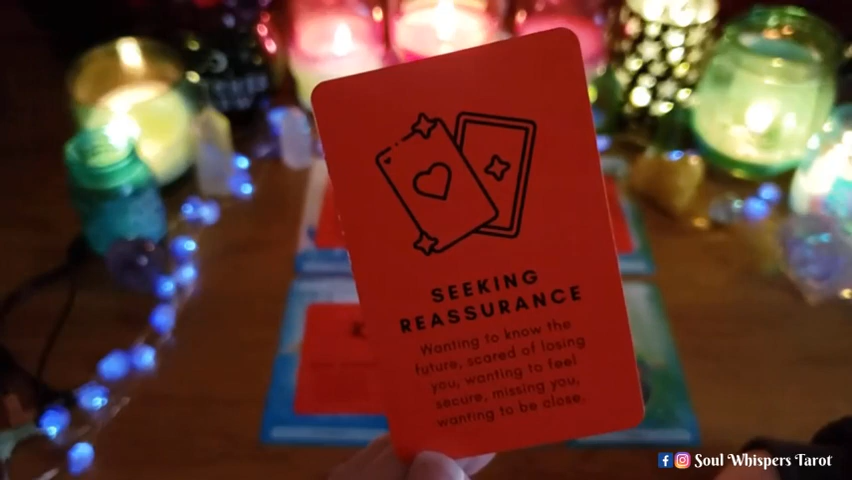 SEEKING
REASSURANCE
Wanting to know the
future, scared of losing
you, wanting to feel
secure, missing you,
wanting to be close.
Soul Whispers Tarot